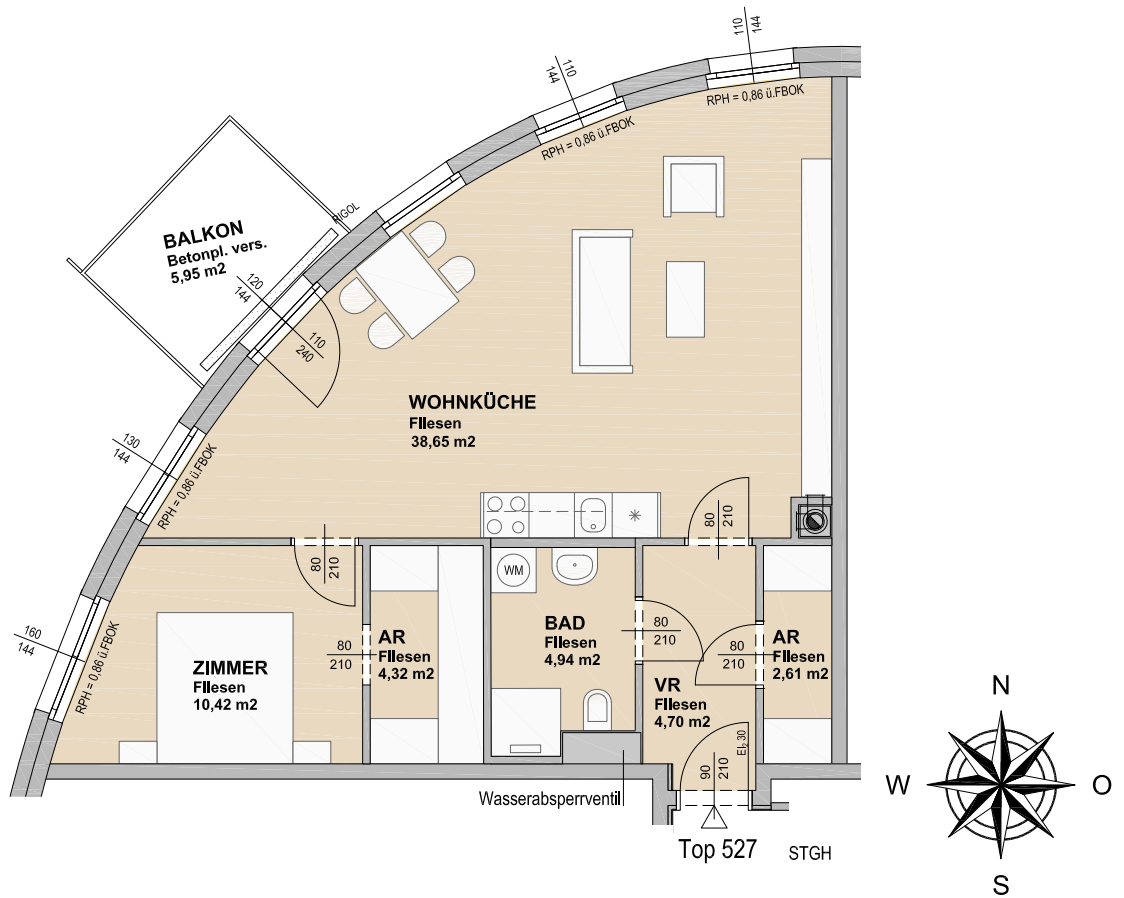 110
144
110
144
RPH = 0,86 ü.FBOK
RPH = 0,86 ü.FBOK
RIGOL
BALKON
Betonpl. vers.
5,95 m2
120
144
110
240
WOHNKÜCHE
Fliesen
38,65 m2
130
144
RPH = 0,86 ü.FBOK
80
210
80
210
WM
160
144
RPH = 0,86 ü.FBOK
ZIMMER
Fliesen
10,42 m2
80
210
AR
Fliesen
4,32 m2
BAD
Fliesen
4,94 m2
80
210
80
210
AR
Fliesen
2,61 m2
VR
Fliesen
4,70 m2
EI₂30
90
210
Wasserabsperrventil
Top 527
STGH
N
W
O
S